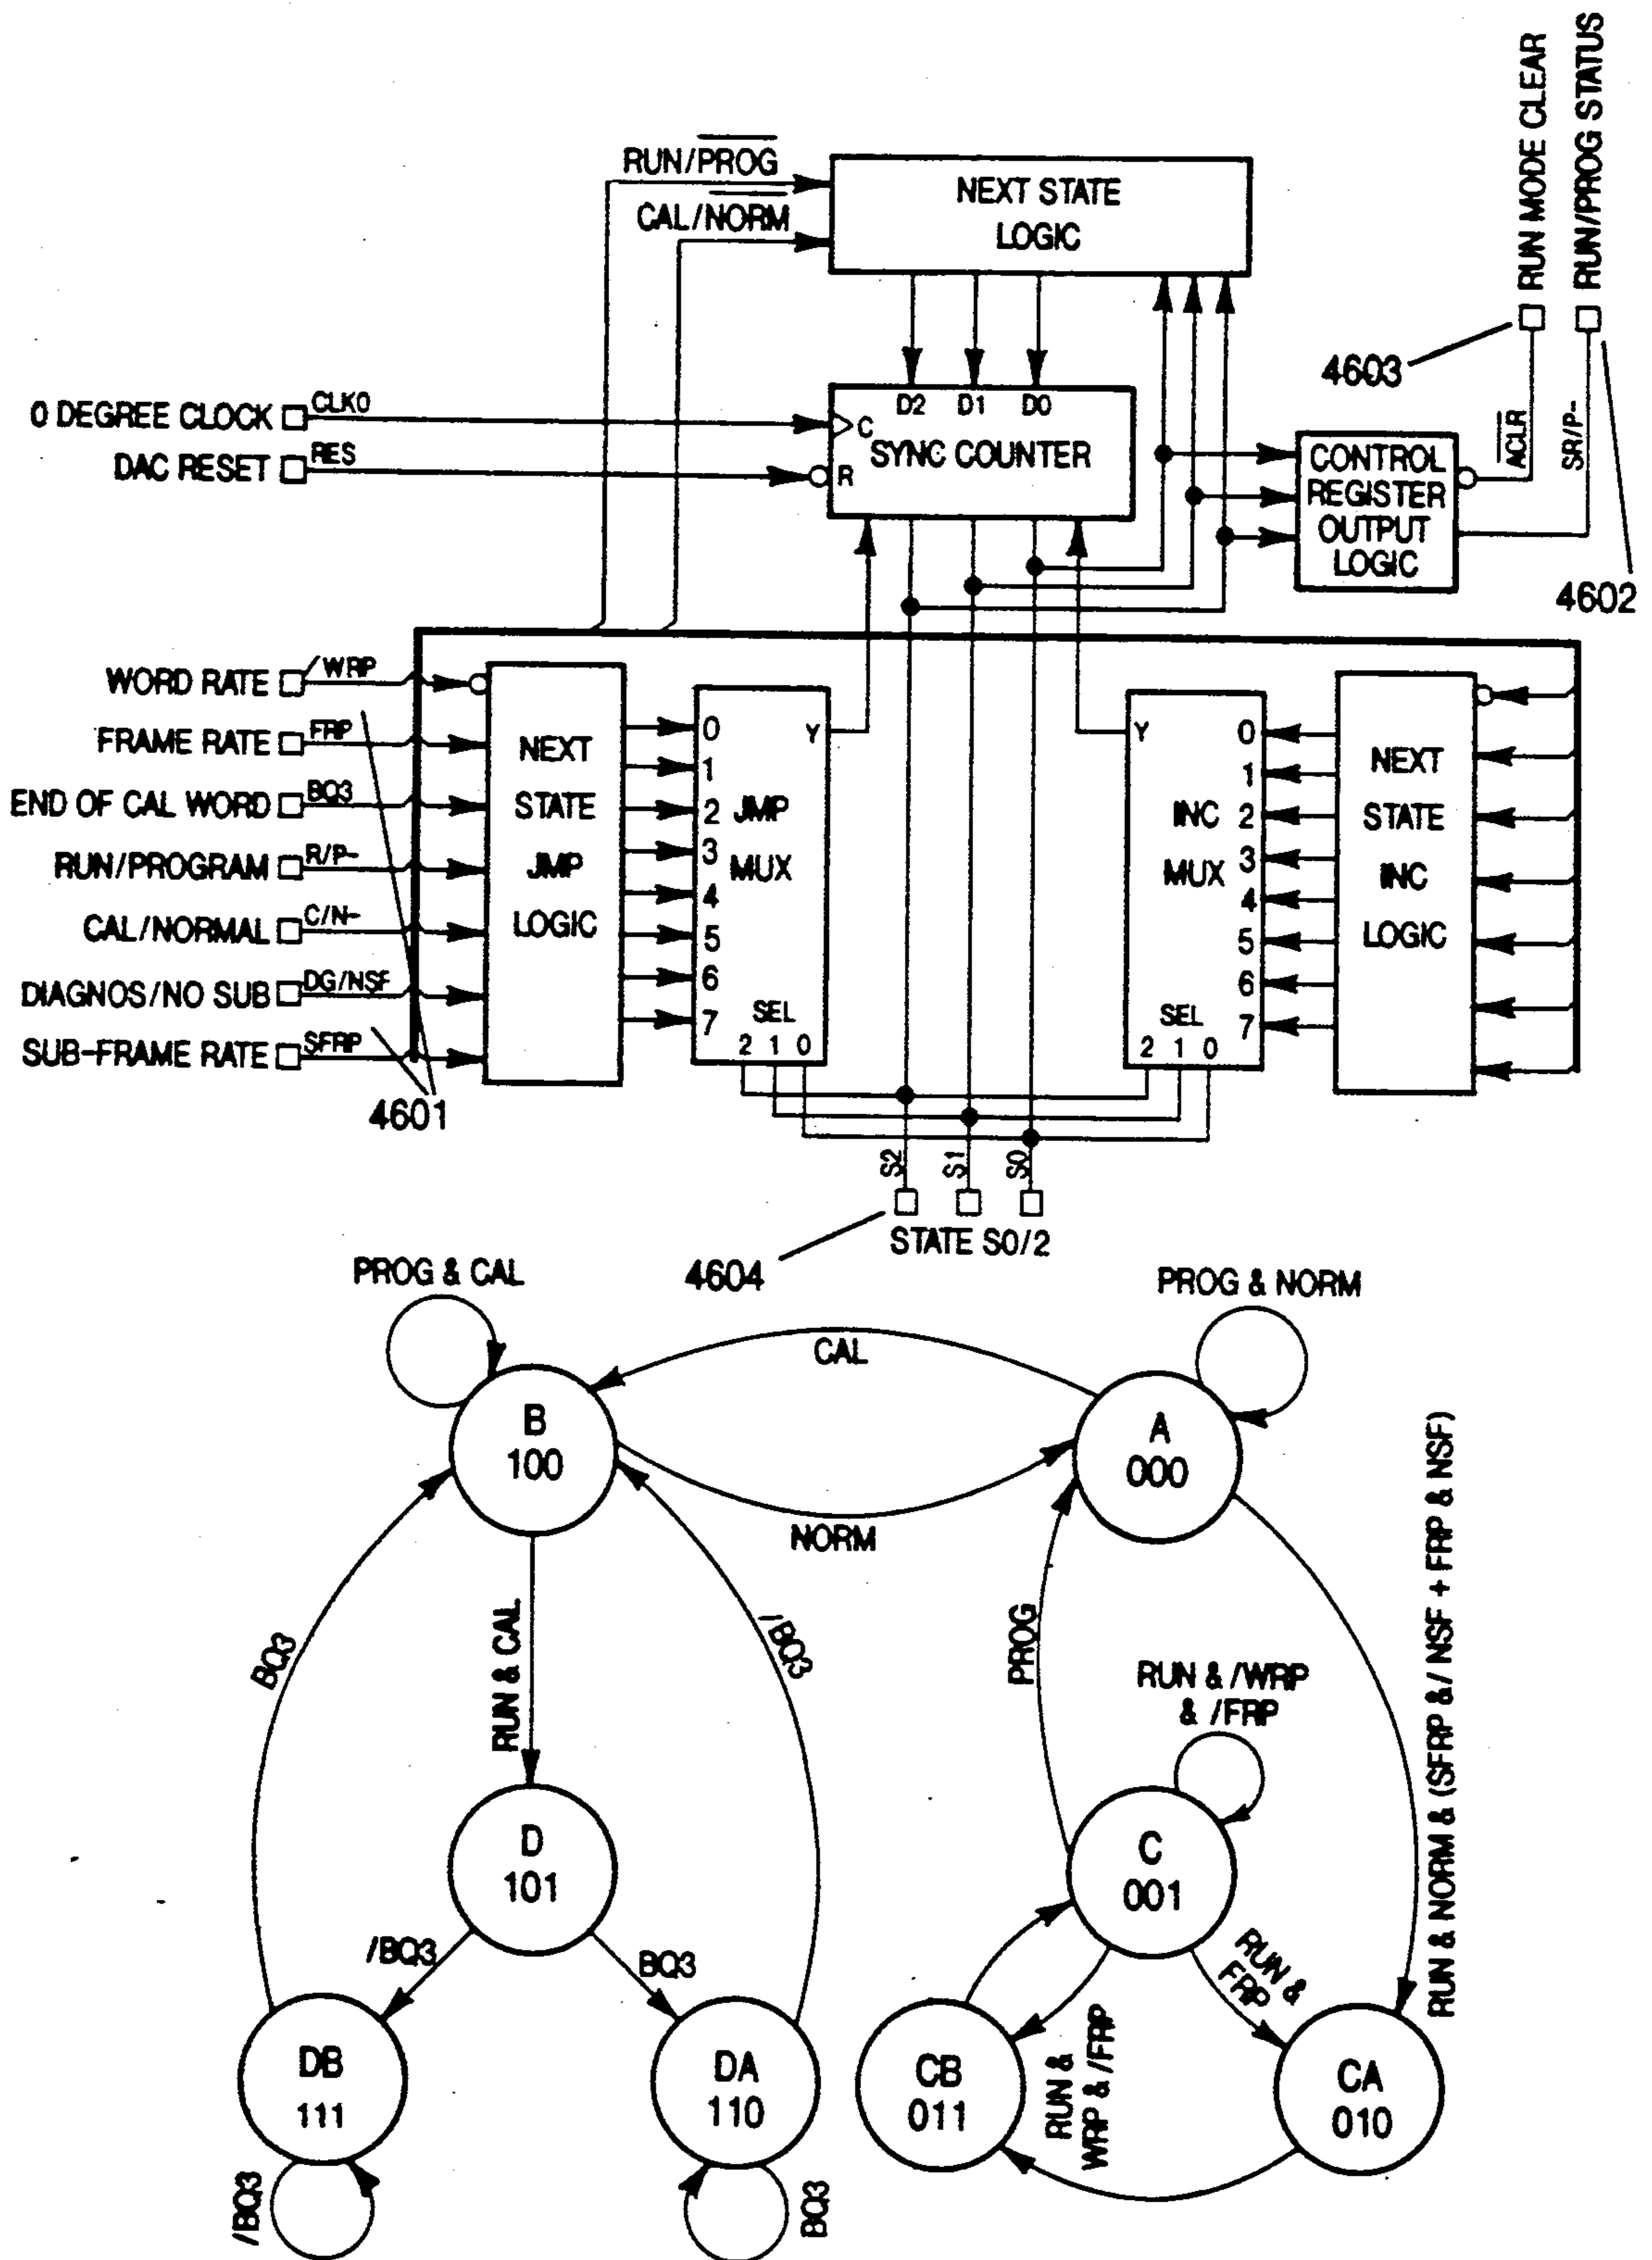 RUN MODE CLEAR
RUN/PROG STATUS
RUN/PROG
CAL/NORM
NEXT STATE
LOGIC
4603
0 DEGREE CLOCK
CLK0
DAC RESET
RES
D2 D1 D0
C
SYNC COUNTER
R
CONTROL
REGISTER
OUTPUT
LOGIC
ACLR
SR/P-
4602
WORD RATE
/WRP
FRAME RATE
FRP
END OF CAL WORD
BQ3
RUN/PROGRAM
R/P-
CAL/NORMAL
C/N-
DIAGNOS/NO SUB
DG/NSF
SUB-FRAME RATE
SFRP
4601
NEXT
STATE
JMP
LOGIC
0
1
2
3
4
5
6
7
Y
JMP
MUX
SEL
2 1 0
Y
INC
MUX
0
1
2
3
4
5
6
7
SEL
2 1 0
NEXT
STATE
INC
LOGIC
S2
S1
S0
STATE S0/2
4604
PROG & CAL
PROG & NORM
CAL
B
100
A
000
NORM
BQ3
RUN & CAL
/BQ3
PROG
RUN & /WRP
& /FRP
RUN & NORM & (SFRP &/ NSF + FRP & NSF)
D
101
C
001
/BQ3
BQ3
RUN &
FRP
DB
111
DA
110
CB
011
RUN &
WRP & /FRP
CA
010
/BQ3
BQ3